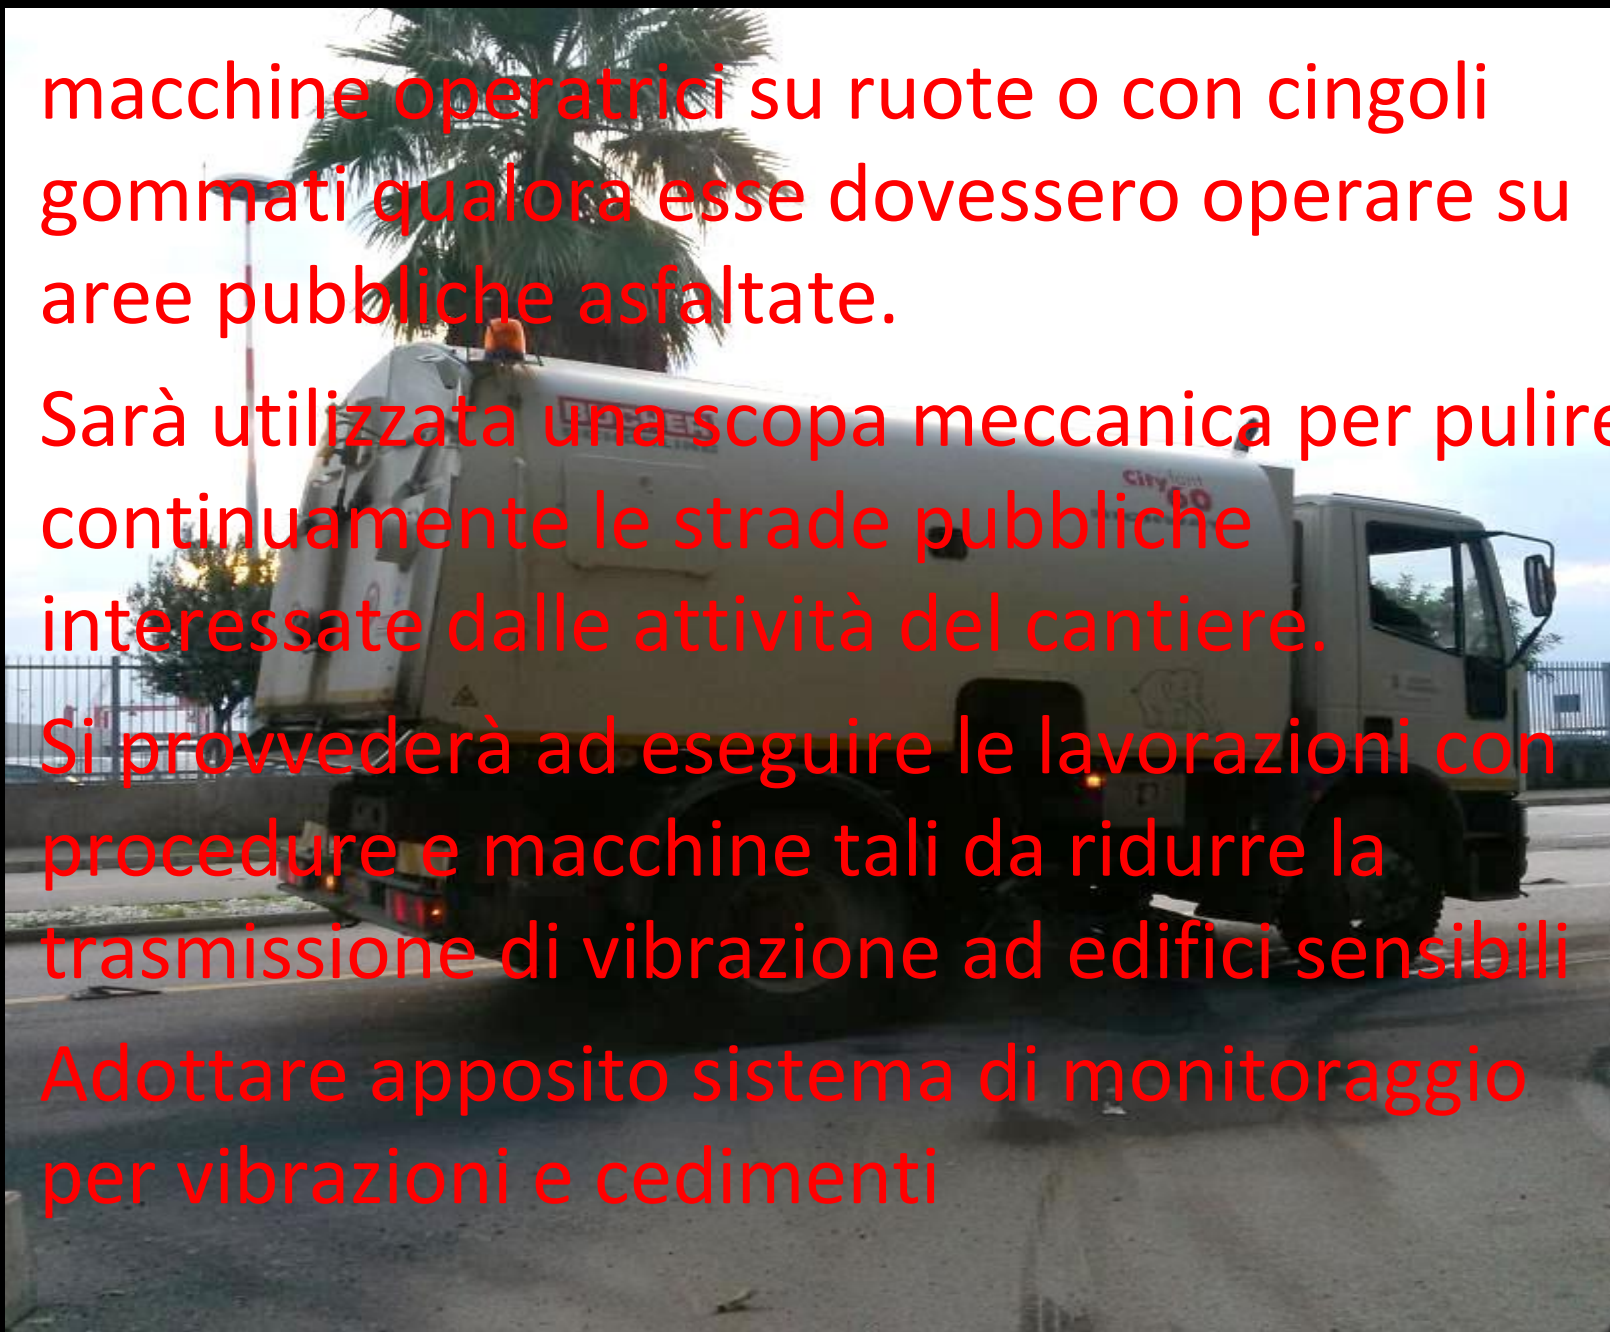 macchine operatrici su ruote o con cingoli
gommati qualora esse dovessero operare su
aree pubbliche asfaltate.
Sarà utilizzata una scopa meccanica per pulire
continuamente le strade pubbliche
interessate dalle attività del cantiere.
Si provvederà ad eseguire le lavorazioni con
procedure e macchine tali da ridurre la
trasmissione di vibrazione ad edifici sensibili
Adottare apposito sistema di monitoraggio
per vibrazioni e cedimenti
City
60